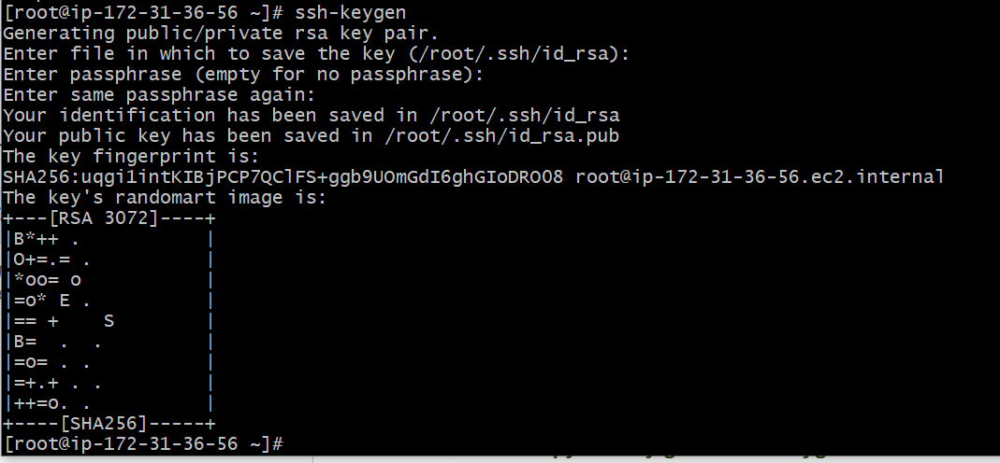 [root@ip-172-31-36-56 ~]# ssh-keygen
Generating public/private rsa key pair.
Enter file in which to save the key (/root/.ssh/id_rsa):
Enter passphrase (empty for no passphrase):
Enter same passphrase again:
Your identification has been saved in /root/.ssh/id_rsa
Your public key has been saved in /root/.ssh/id_rsa.pub
The key fingerprint is:
SHA256:uqgi1intKIBjPCP7QClFS+ggb9UOmGdI6ghGIoDROO8 root@ip-172-31-36-56.ec2.internal
The key's randomart image is:
+---[RSA 3072]----+
|B*++ .           |
|O+=.= .          |
|*oo= o           |
|=o* E .          |
|== +    S        |
|B=  .  .         |
|=o= . .          |
|=+.+ . .         |
|++=o. .          |
+----[SHA256]-----+
[root@ip-172-31-36-56 ~]#